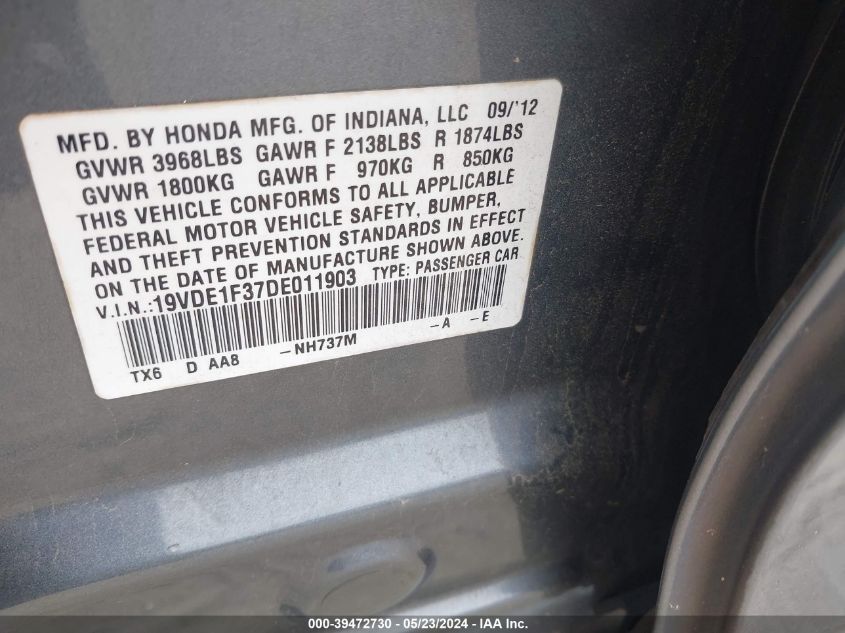 MFD. BY HONDA MFG. OF INDIANA, LLC 09/'12
GVWR 3968LBS GAWR F 2138LBS R 1874LBS
GVWR 1800KG GAWR F 970KG R 850KG
THIS VEHICLE CONFORMS TO ALL APPLICABLE
FEDERAL MOTOR VEHICLE SAFETY, BUMPER,
AND THEFT PREVENTION STANDARDS IN EFFECT
ON THE DATE OF MANUFACTURE SHOWN ABOVE.
V.I.N.:19VDE1F37DE011903 TYPE: PASSENGER CAR
TX6 D AA8 -NH737M -A -E
000-39472730 - 05/23/2024 - IAA Inc.